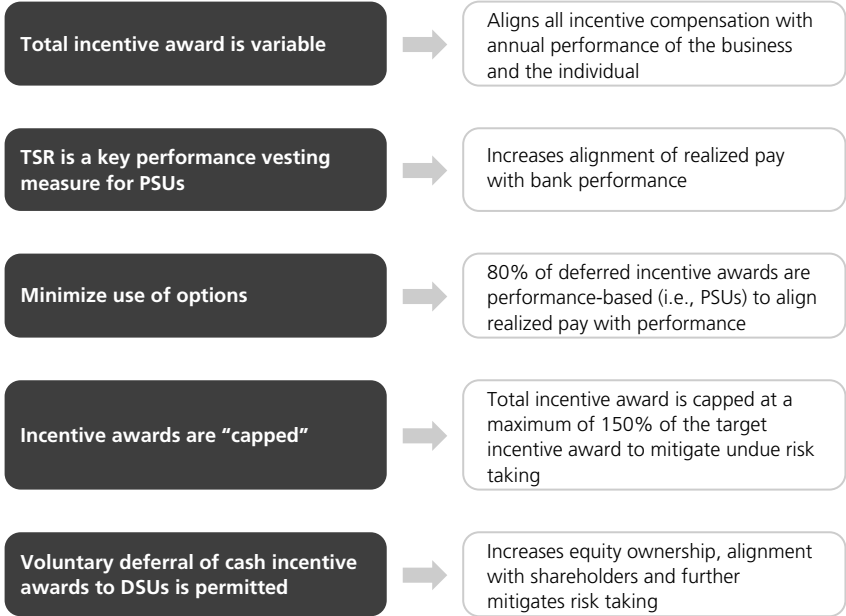 Total incentive award is variable
Aligns all incentive compensation with
annual performance of the business
and the individual
TSR is a key performance vesting
measure for PSUs
Increases alignment of realized pay
with bank performance
Minimize use of options
80% of deferred incentive awards are
performance-based (i.e., PSUs) to align
realized pay with performance
Incentive awards are “capped”
Total incentive award is capped at a
maximum of 150% of the target
incentive award to mitigate undue risk
taking
Voluntary deferral of cash incentive
awards to DSUs is permitted
Increases equity ownership, alignment
with shareholders and further
mitigates risk taking